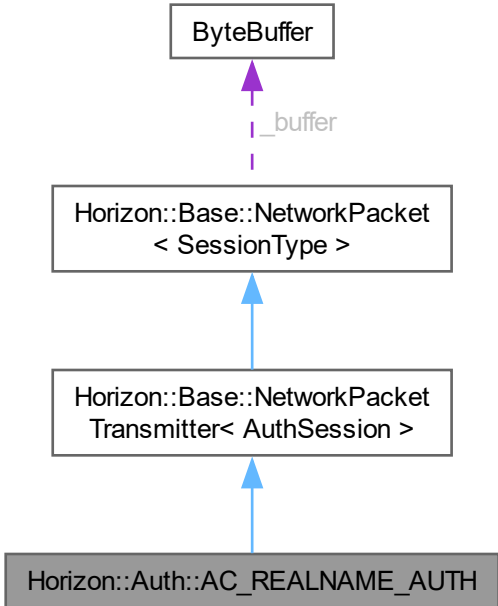 ByteBuffer
_buffer
Horizon::Base::NetworkPacket
< SessionType >
Horizon::Base::NetworkPacket
Transmitter< AuthSession >
Horizon::Auth::AC_REALNAME_AUTH